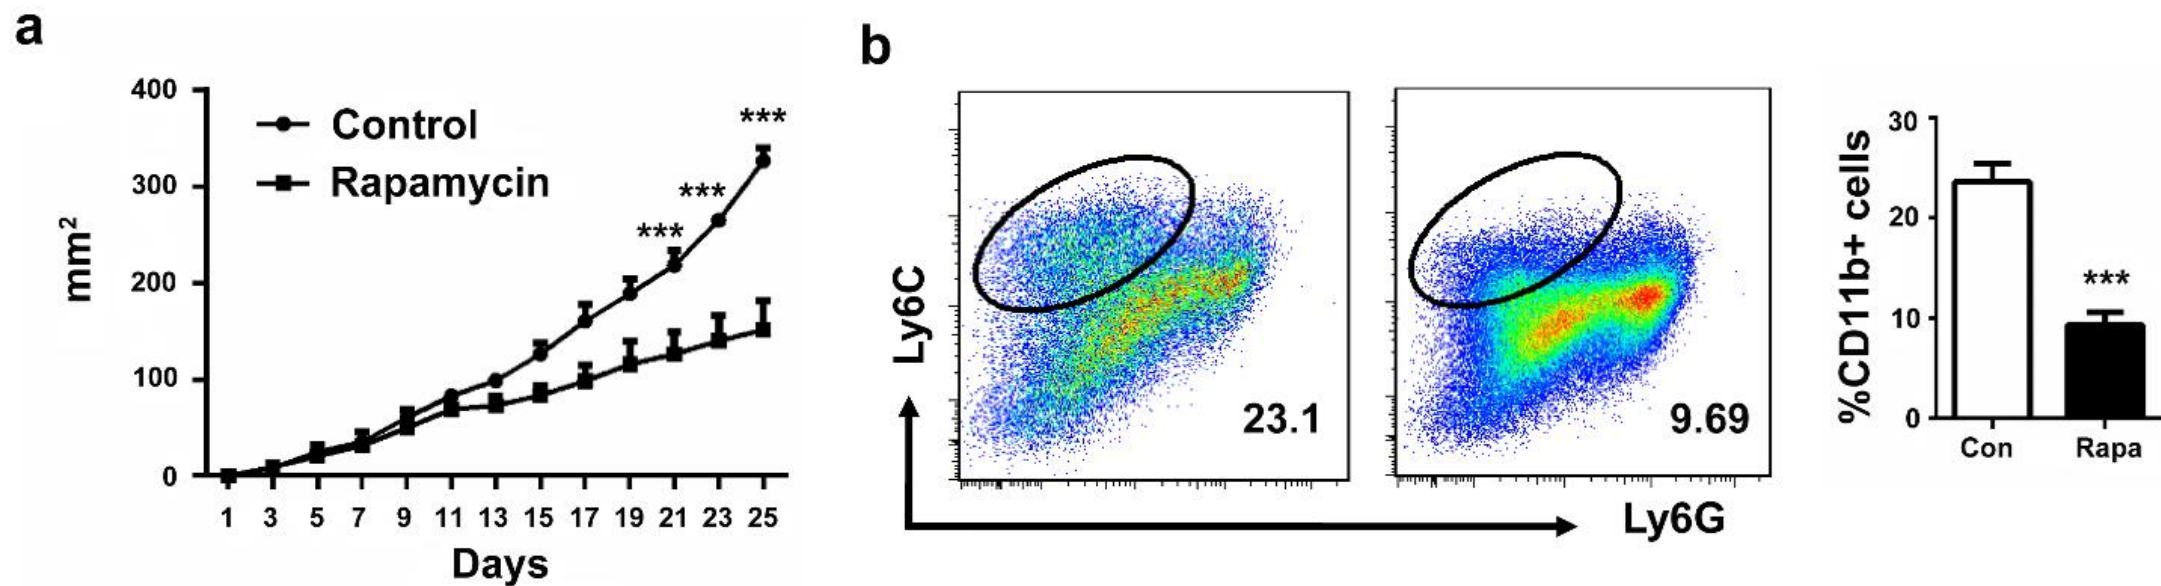 a
400
300
200
100
0
mm²
Control
Rapamycin
***
***
***
1 3 5 7 9 11 13 15 17 19 21 23 25
Days
b
Ly6C
23.1
9.69
Ly6G
%CD11b+ cells
30
20
10
0
***
Con Rapa